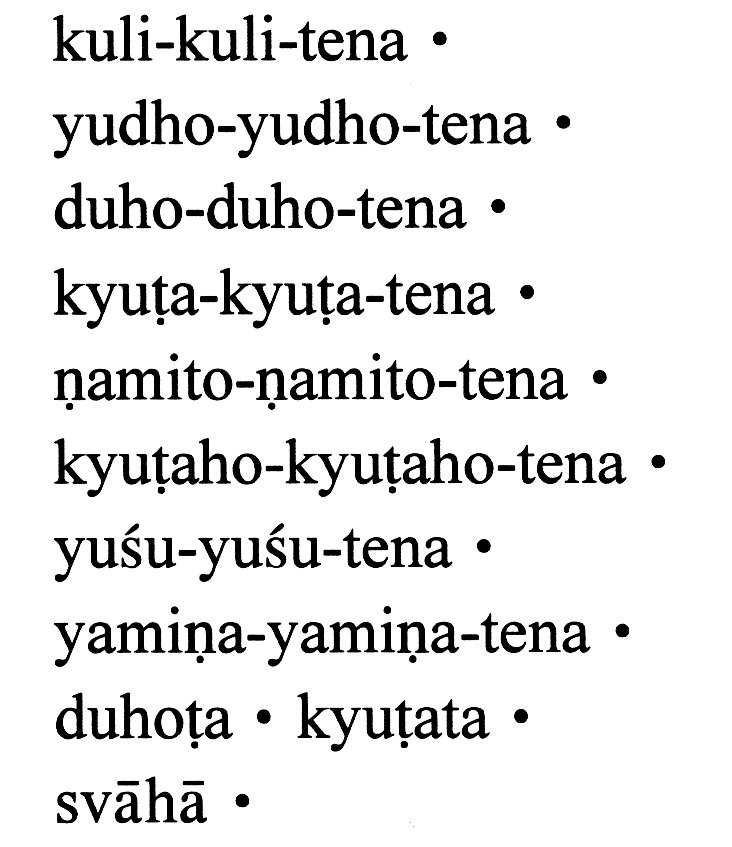 kuli-kuli-tena •
yudho-yudho-tena •
duho-duho-tena •
kyuṭa-kyuṭa-tena •
ṇamito-ṇamito-tena •
kyuṭaho-kyuṭaho-tena •
yuśu-yuśu-tena •
yamiṇa-yamiṇa-tena •
duhoṭa • kyuṭata •
svāhā •